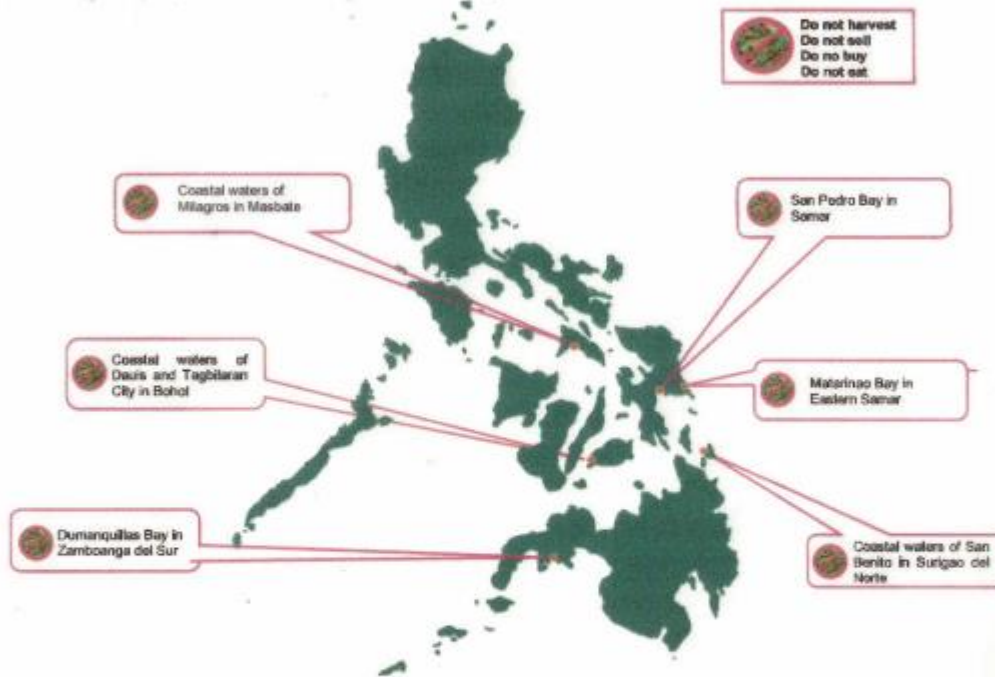 Do not harvest
Do not sell
Do no buy
Do not eat
Coastal waters of
Milagros in Masbate
San Pedro Bay in
Samar
Coastal waters of
Dauis and Tagbilaran
City in Bohol
Matarinao Bay in
Eastern Samar
Dumanquillas Bay in
Zamboanga del Sur
Coastal waters of San
Benito in Surigao del
Norte